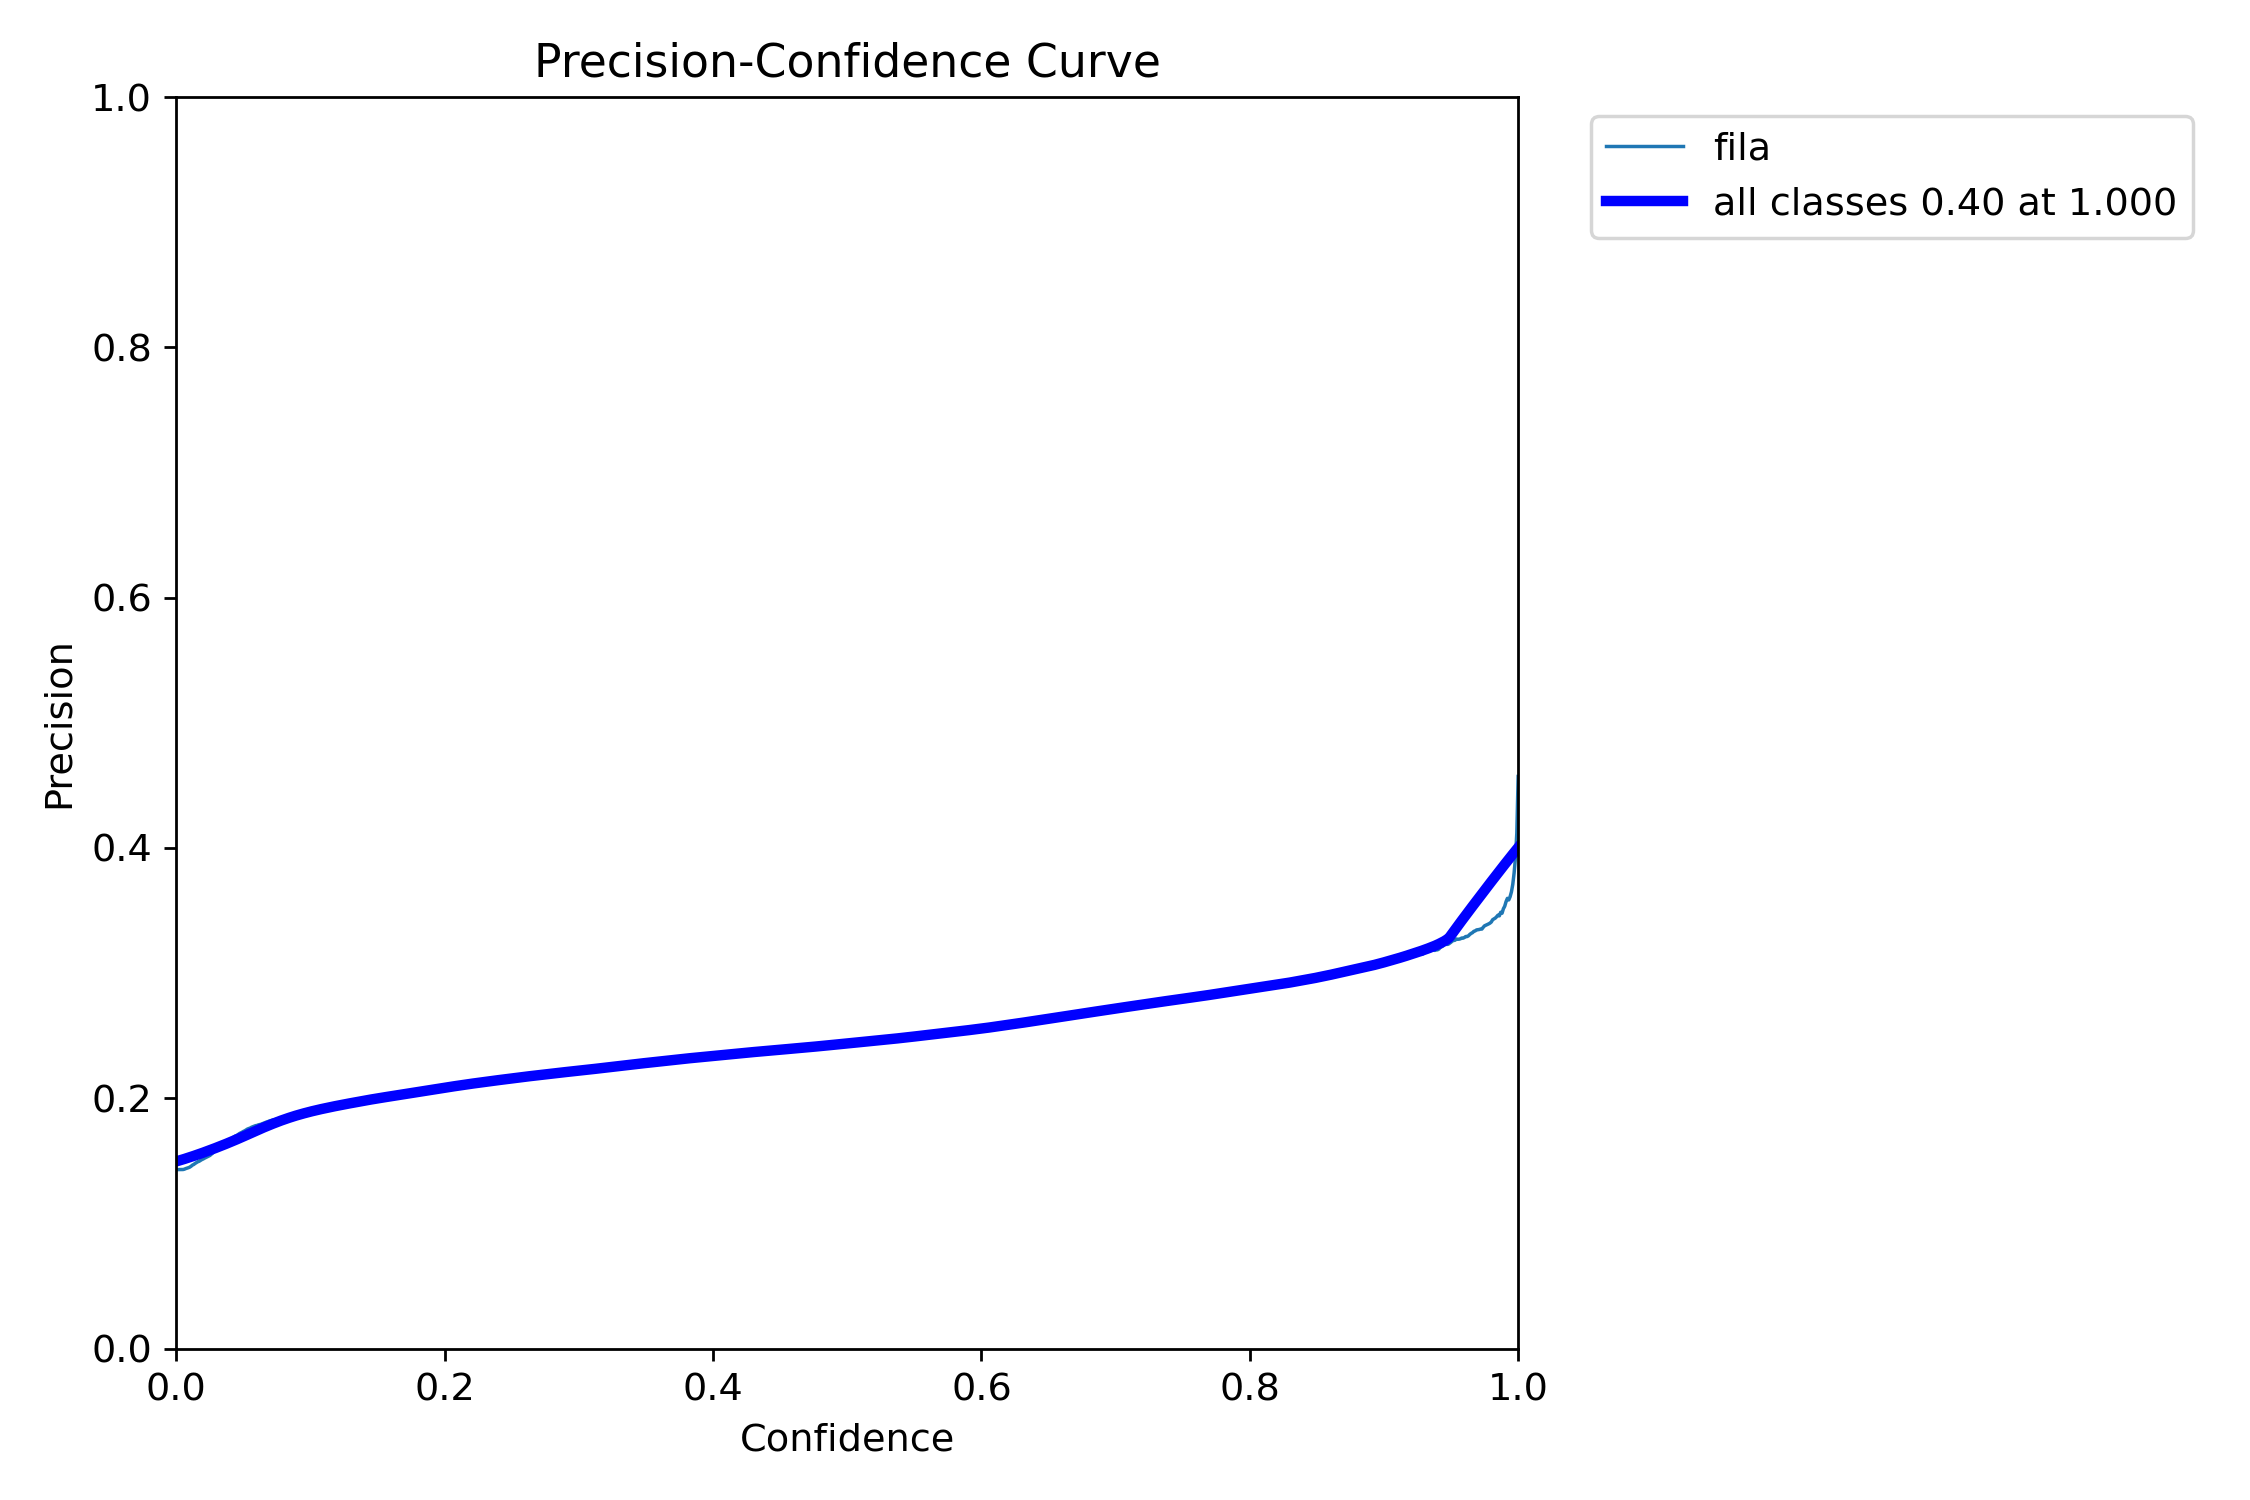 Precision-Confidence Curve
1.0
0.8
0.6
0.4
0.2
0.0
Precision
0.0 0.2 0.4 0.6 0.8 1.0
Confidence
fila
all classes 0.40 at 1.000